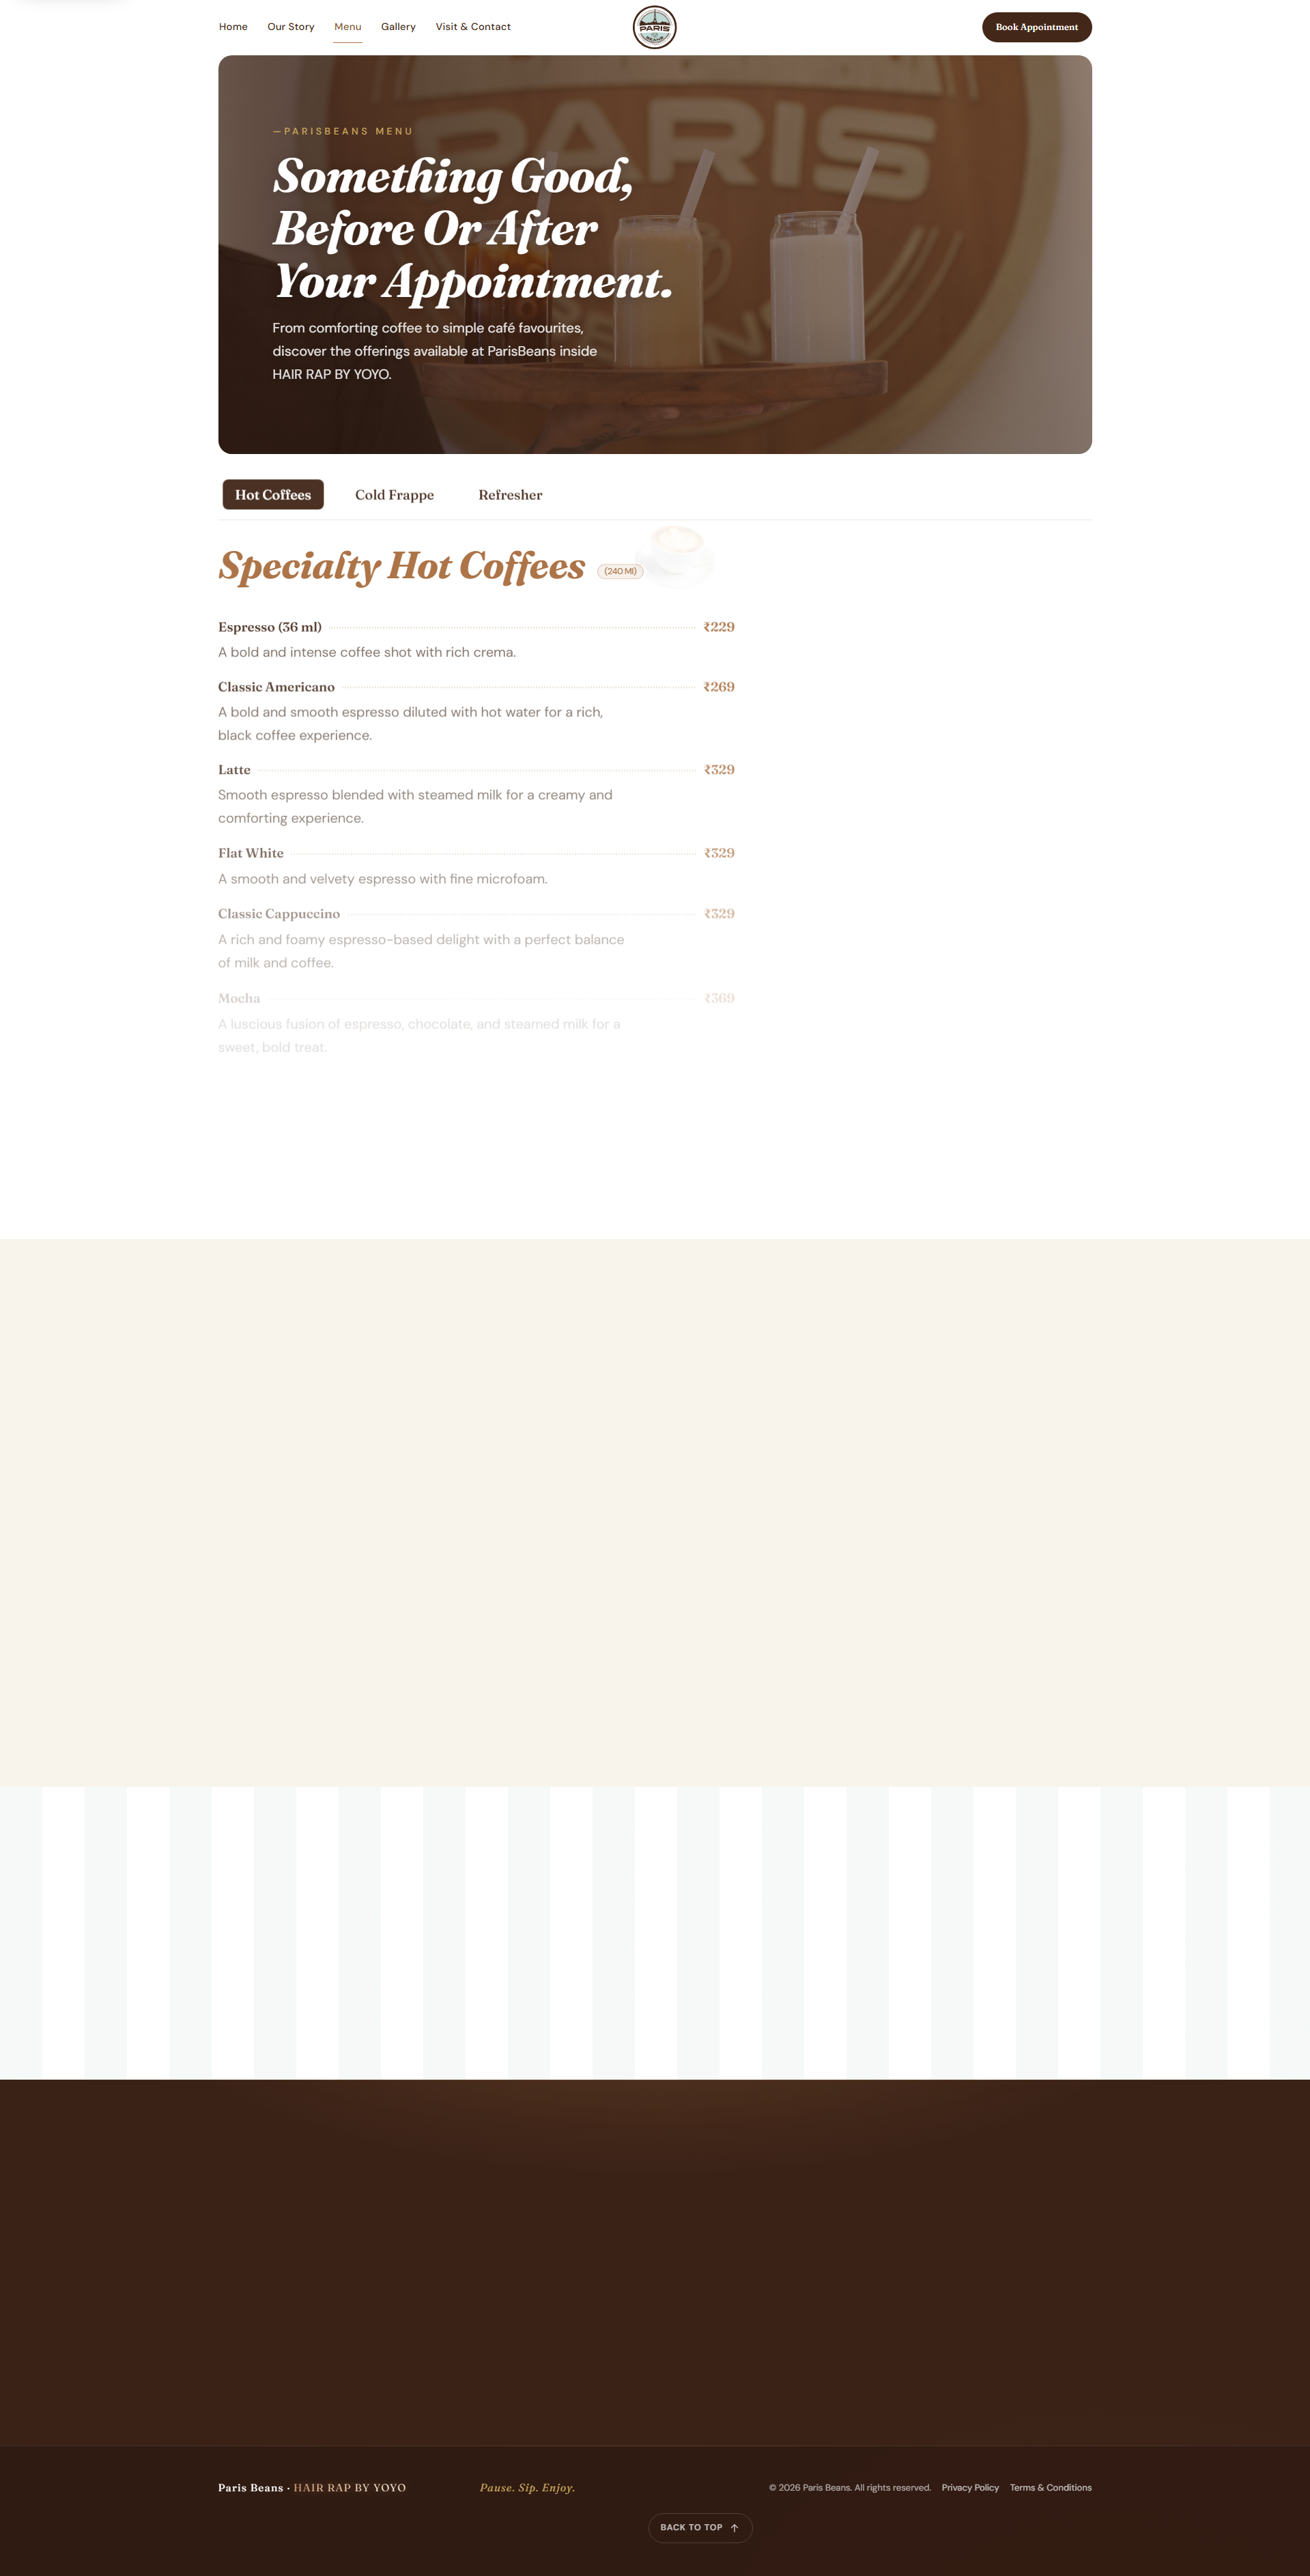 Home Our Story Menu Gallery Visit & Contact
PARIS
BEANS
Book Appointment
PARIS
—PARISBEANS MENU
Something Good,
Before Or After
Your Appointment.
From comforting coffee to simple café favourites,
discover the offerings available at ParisBeans inside
HAIR RAP BY YOYO.
Hot Coffees Cold Frappe Refresher
Specialty Hot Coffees (240 Ml)
Espresso (36 ml) ₹229
A bold and intense coffee shot with rich crema.
Classic Americano ₹269
A bold and smooth espresso diluted with hot water for a rich,
black coffee experience.
Latte ₹329
Smooth espresso blended with steamed milk for a creamy and
comforting experience.
Flat White ₹329
A smooth and velvety espresso with fine microfoam.
Classic Cappuccino ₹329
A rich and foamy espresso-based delight with a perfect balance
of milk and coffee.
Mocha ₹369
A luscious fusion of espresso, chocolate, and steamed milk for a
sweet, bold treat.
Paris Beans · HAIR RAP BY YOYO
Pause. Sip. Enjoy.
© 2026 Paris Beans. All rights reserved. Privacy Policy Terms & Conditions
BACK TO TOP ↑